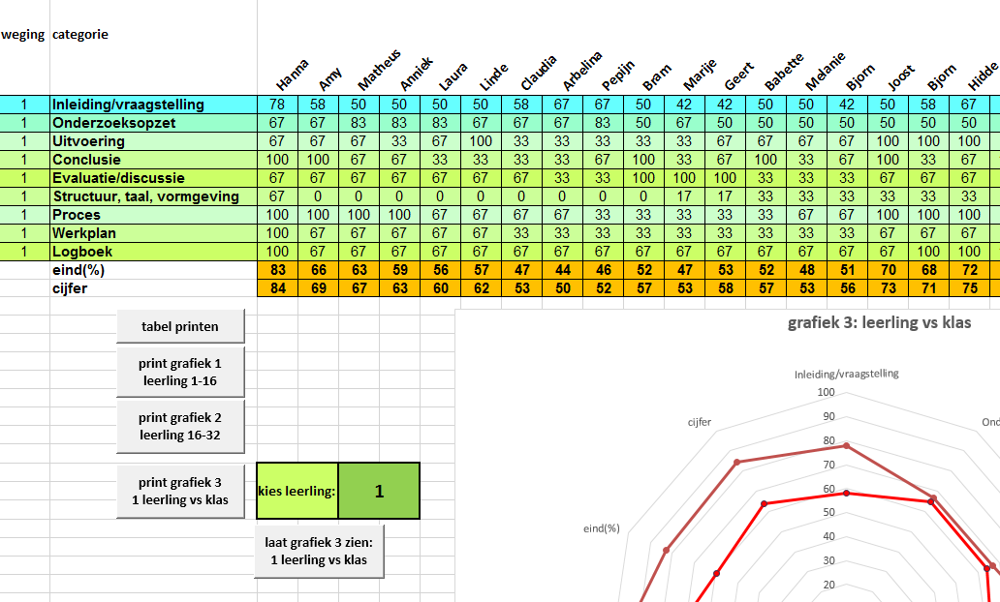 weging categorie Hanna Amy Matheus Anniek Laura Linde Claudia Arbelina Pepijn Bram Marije Geert Babette Melanie Bjorn Joost Bjorn Hidde
1 Inleiding/vraagstelling 78 58 50 50 50 50 58 67 67 50 42 42 50 50 42 50 58 67
1 Onderzoeksopzet 67 67 83 83 83 67 67 67 83 50 67 50 50 50 50 50 50 50
1 Uitvoering 67 67 67 33 67 100 33 33 33 33 33 67 67 67 67 100 100 100
1 Conclusie 100 100 67 67 33 33 33 33 67 100 33 67 100 33 67 100 33 67
1 Evaluatie/discussie 67 67 67 67 67 67 67 33 33 100 100 100 33 33 33 67 67 67
1 Structuur, taal, vormgeving 67 0 0 0 0 0 0 0 0 0 17 17 33 33 33 33 33 33
1 Proces 100 100 100 100 67 67 67 67 33 33 33 33 33 67 67 100 100 100
1 Werkplan 100 67 67 67 67 67 33 33 33 33 33 33 33 33 33 67 67 67
1 Logboek 100 67 67 67 67 67 67 67 67 67 67 67 67 67 67 67 100 100
eind(%) 83 66 63 59 56 57 47 44 46 52 47 53 52 48 51 70 68 72
cijfer 84 69 67 63 60 62 53 50 52 57 53 58 57 53 56 73 71 75
tabel printen
print grafiek 1
leerling 1-16
print grafiek 2
leerling 16-32
print grafiek 3
1 leerling vs klas
kies leerling: 1
laat grafiek 3 zien:
1 leerling vs klas
grafiek 3: leerling vs klas
Inleiding/vraagstelling
cijfer
eind(%)
100
90
80
70
60
50
40
30
20